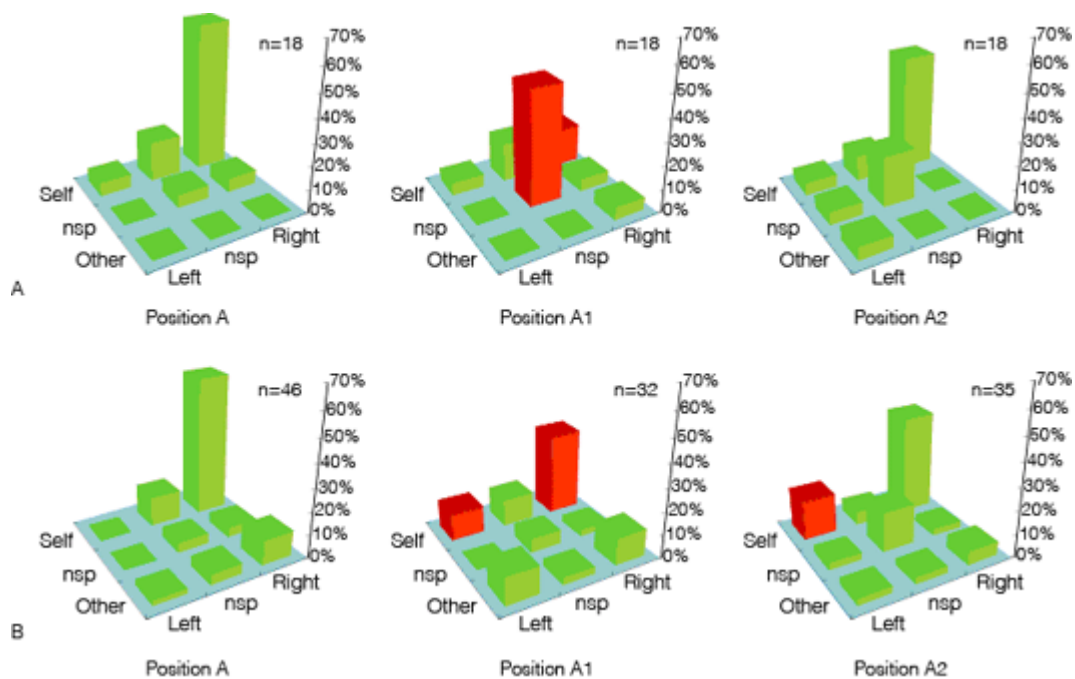 n=18
70%
60%
50%
40%
30%
20%
10%
0%
Self
nsp
Other
Left
nsp
Right
Position A
n=18
70%
60%
50%
40%
30%
20%
10%
0%
Self
nsp
Other
Left
nsp
Right
Position A1
n=18
70%
60%
50%
40%
30%
20%
10%
0%
Self
nsp
Other
Left
nsp
Right
Position A2
A
n=46
70%
60%
50%
40%
30%
20%
10%
0%
Self
nsp
Other
Left
nsp
Right
Position A
n=32
70%
60%
50%
40%
30%
20%
10%
0%
Self
nsp
Other
Left
nsp
Right
Position A1
n=35
70%
60%
50%
40%
30%
20%
10%
0%
Self
nsp
Other
Left
nsp
Right
Position A2
B